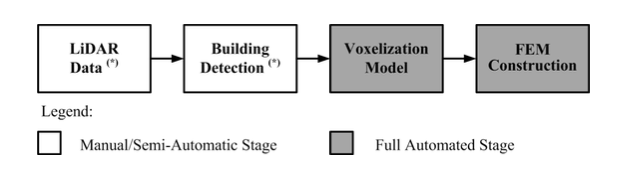 LiDAR
Data (*)
Building
Detection (*)
Voxelization
Model
FEM
Construction
Legend:
Manual/Semi-Automatic Stage
Full Automated Stage